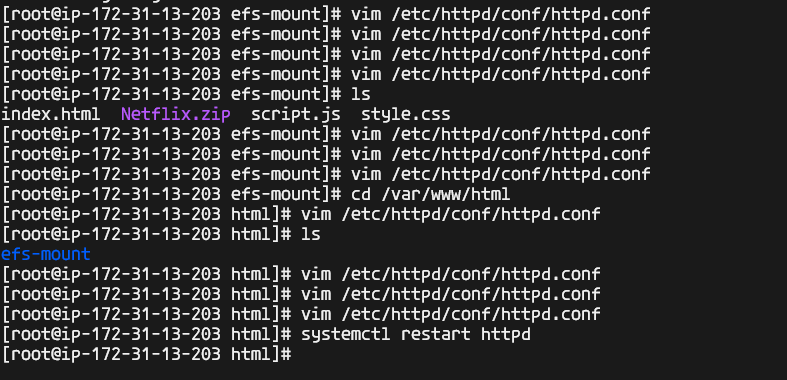 [root@ip-172-31-13-203 efs-mount]# vim /etc/httpd/conf/httpd.conf
[root@ip-172-31-13-203 efs-mount]# vim /etc/httpd/conf/httpd.conf
[root@ip-172-31-13-203 efs-mount]# vim /etc/httpd/conf/httpd.conf
[root@ip-172-31-13-203 efs-mount]# vim /etc/httpd/conf/httpd.conf
[root@ip-172-31-13-203 efs-mount]# ls
index.html  Netflix.zip  script.js  style.css
[root@ip-172-31-13-203 efs-mount]# vim /etc/httpd/conf/httpd.conf
[root@ip-172-31-13-203 efs-mount]# vim /etc/httpd/conf/httpd.conf
[root@ip-172-31-13-203 efs-mount]# vim /etc/httpd/conf/httpd.conf
[root@ip-172-31-13-203 efs-mount]# cd /var/www/html
[root@ip-172-31-13-203 html]# vim /etc/httpd/conf/httpd.conf
[root@ip-172-31-13-203 html]# ls
efs-mount
[root@ip-172-31-13-203 html]# vim /etc/httpd/conf/httpd.conf
[root@ip-172-31-13-203 html]# vim /etc/httpd/conf/httpd.conf
[root@ip-172-31-13-203 html]# vim /etc/httpd/conf/httpd.conf
[root@ip-172-31-13-203 html]# systemctl restart httpd
[root@ip-172-31-13-203 html]#